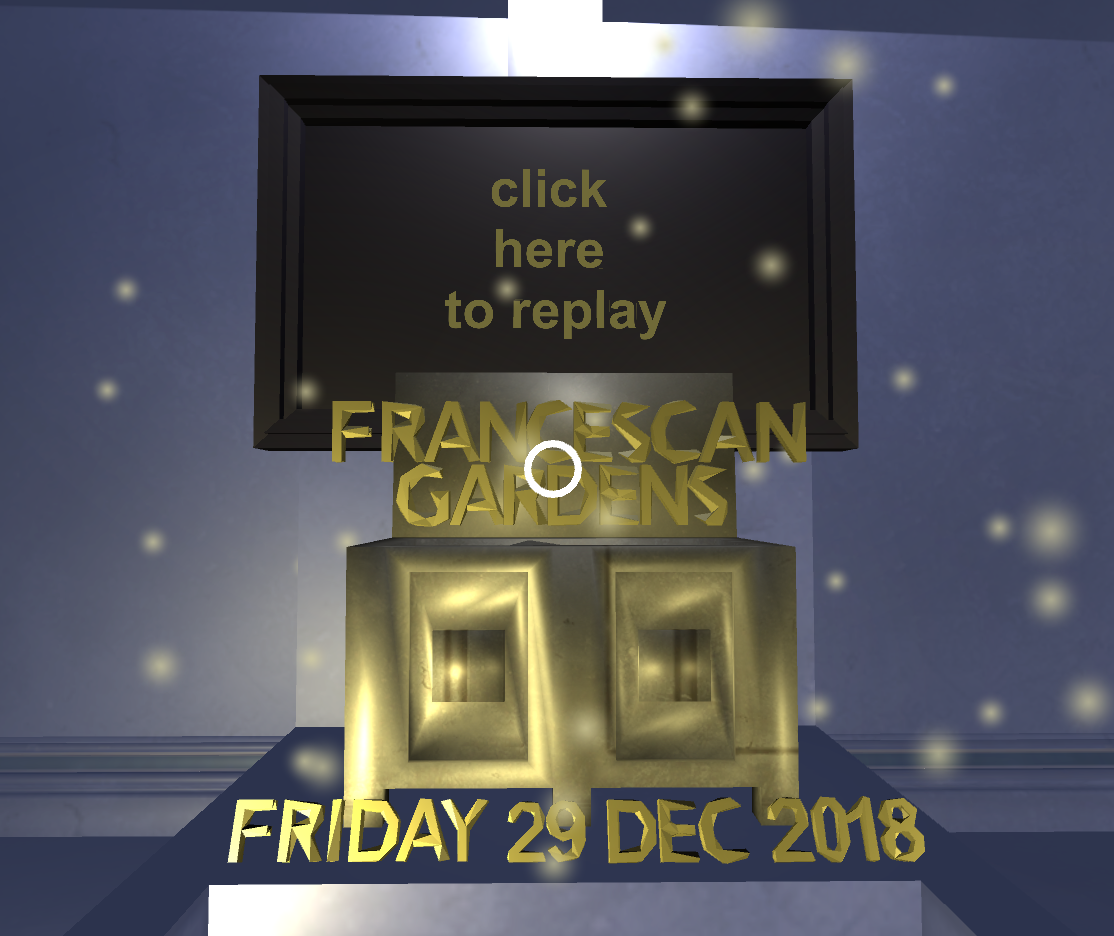 click
here
to replay
FRANCESCAN
GARDENS
FRIDAY 29 DEC 2018